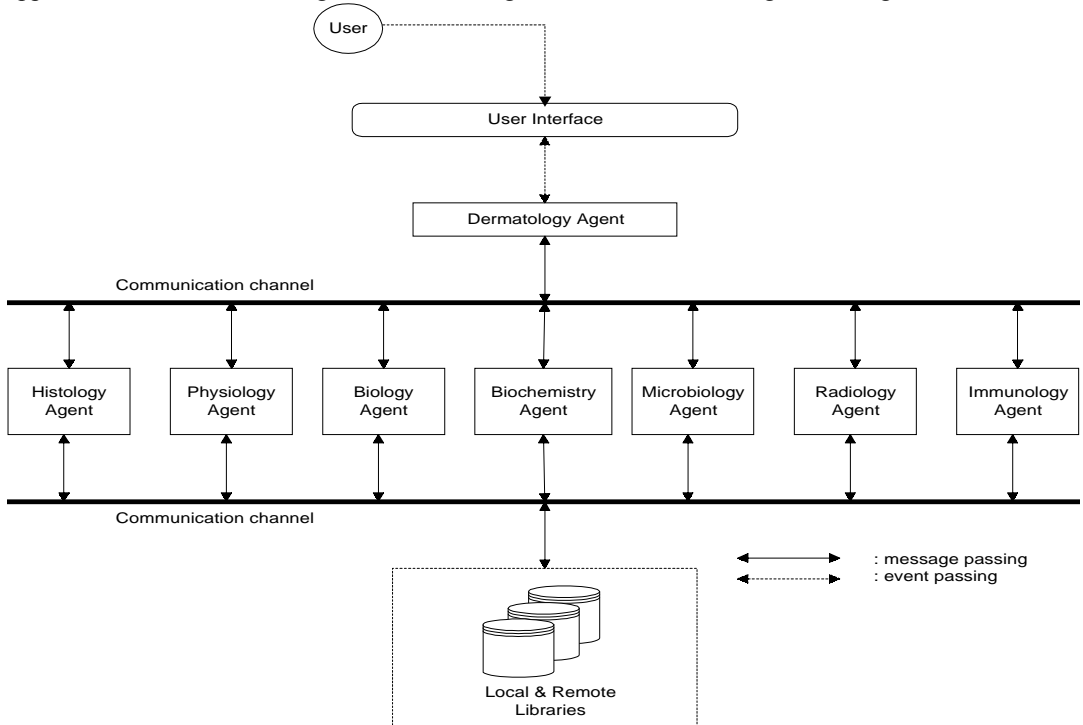 User
User Interface
Dermatology Agent
Communication channel
Histology
Agent
Physiology
Agent
Biology
Agent
Biochemistry
Agent
Microbiology
Agent
Radiology
Agent
Immunology
Agent
Communication channel
: message passing
: event passing
Local & Remote
Libraries